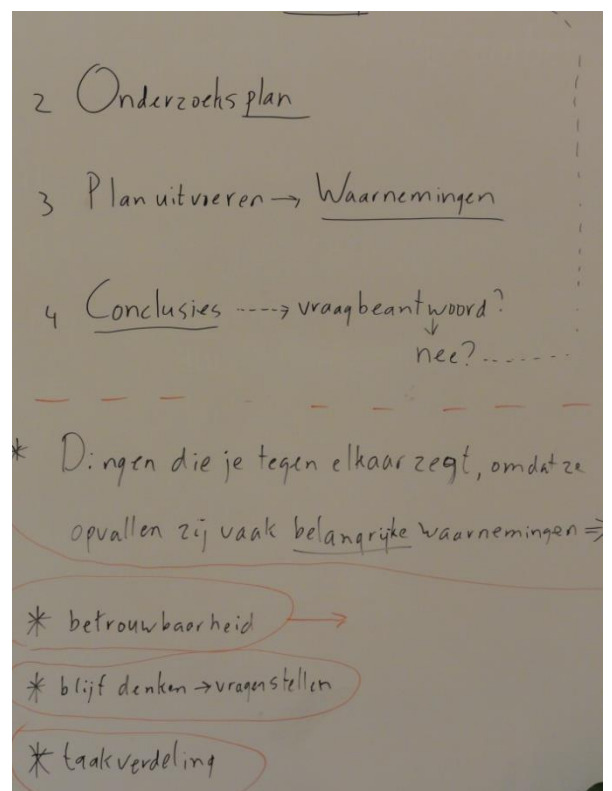 2 Onderzoeksplan
3 Plan uitvoeren → Waarnemingen
4 Conclusies ----> vraag beantwoord?
↓
nee? .......
* Dingen die je tegen elkaar zegt, omdat ze
opvallen zij vaak belangrijke waarnemingen ⇒
* betrouwbaarheid →
* blijf denken → vragen stellen
* taakverdeling